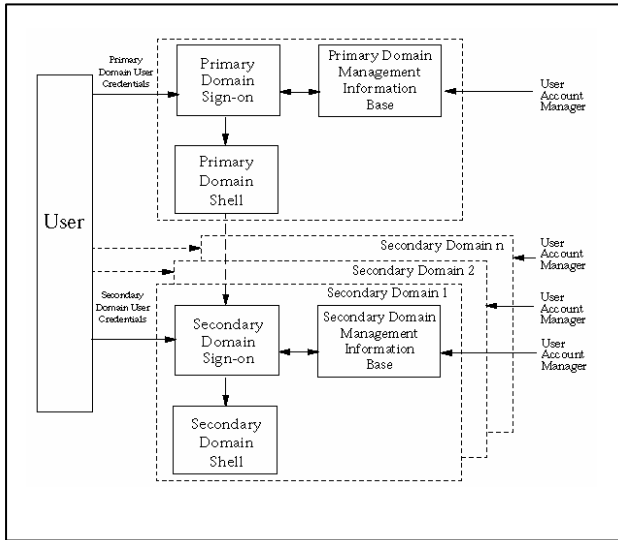 Primary
Domain User
Credentials
Primary
Domain
Sign-on
Primary Domain
Management
Information
Base
User
Account
Manager
Primary
Domain
Shell
User
Secondary Domain n
User
Account
Manager
Secondary Domain 2
Secondary Domain 1
User
Account
Manager
Secondary
Domain User
Credentials
Secondary
Domain
Sign-on
Secondary Domain
Management
Information
Base
User
Account
Manager
Secondary
Domain
Shell